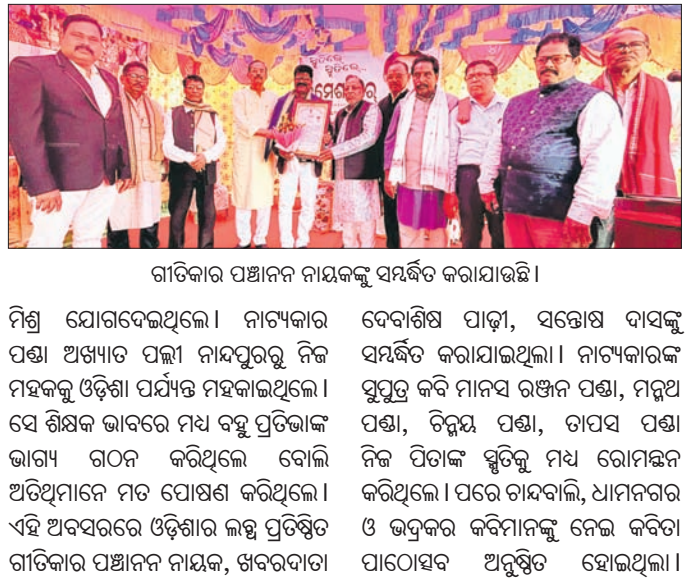 ସ୍ମୃତିରେ
ସ୍ମୃତିରେ...
ଗୀତିକାର ପଞ୍ଚାନନ ନାୟକଙ୍କୁ ସମ୍ବର୍ଦ୍ଧିତ କରାଯାଉଛି।
ମିଶ୍ର ଯୋଗଦେଇଥିଲେ। ନାଟ୍ୟକାର
ପଣ୍ଡା ଅଖ୍ୟାତ ପଲ୍ଲୀ ନାନ୍ଦପୁରରୁ ନିଜ
ମହକକୁ ଓଡ଼ିଶା ପର୍ଯ୍ୟନ୍ତ ମହକାଇଥିଲେ।
ସେ ଶିକ୍ଷକ ଭାବରେ ମଧ୍ୟ ବହୁ ପ୍ରତିଭାଙ୍କ
ଭାଗ୍ୟ ଗଠନ କରିଥିଲେ ବୋଲି
ଅତିଥିମାନେ ମତ ପୋଷଣ କରିଥିଲେ।
ଏହି ଅବସରରେ ଓଡ଼ିଶାର ଲବ୍ଧ ପ୍ରତିଷ୍ଠିତ
ଗୀତିକାର ପଞ୍ଚାନନ ନାୟକ, ଖବରଦାତା
ଦେବାଶିଷ ପାଢ଼ୀ, ସନ୍ତୋଷ ଦାସଙ୍କୁ
ସମ୍ବର୍ଦ୍ଧିତ କରାଯାଇଥିଲା। ନାଟ୍ୟକାରଙ୍କ
ସୁପୁତ୍ର କବି ମାନସ ରଞ୍ଜନ ପଣ୍ଡା, ମନ୍ମଥ
ପଣ୍ଡା, ଚିନ୍ମୟ ପଣ୍ଡା, ତାପସ ପଣ୍ଡା
ନିଜ ପିତାଙ୍କ ସ୍ମୃତିକୁ ମଧ୍ୟ ରୋମନ୍ଥନ
କରିଥିଲେ। ପରେ ଚାନ୍ଦବାଲି, ଧାମନଗର
ଓ ଭଦ୍ରକର କବିମାନଙ୍କୁ ନେଇ କବିତା
ପାଠୋତ୍ସବ ଅନୁଷ୍ଠିତ ହୋଇଥିଲା।